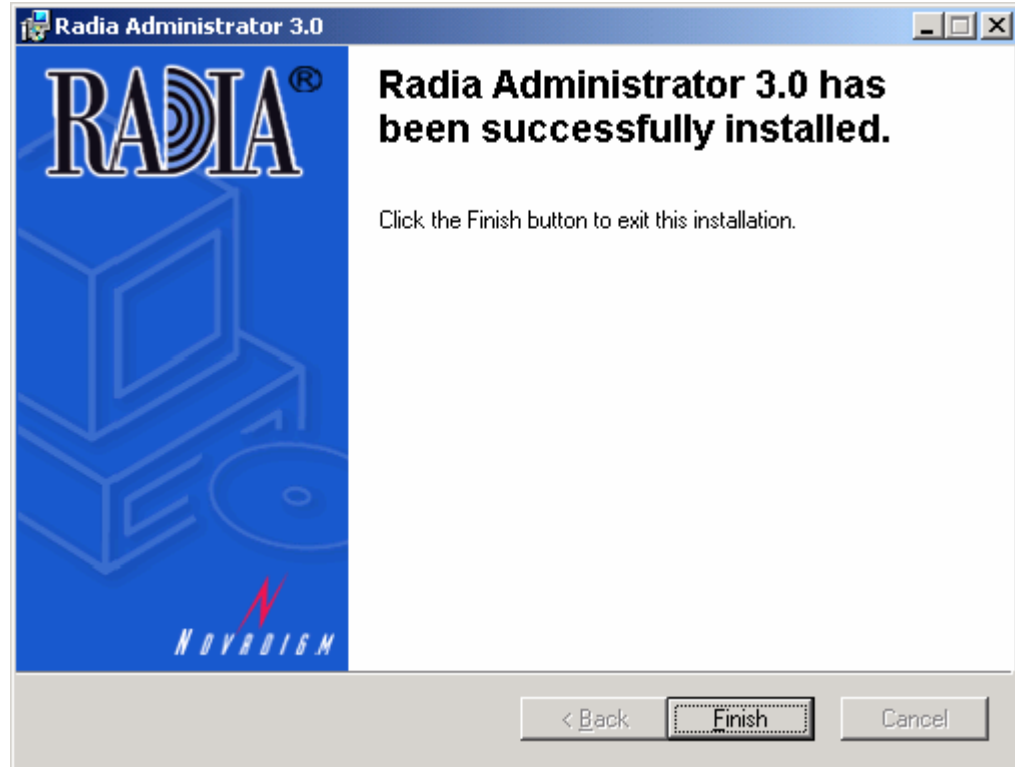 Radia Administrator 3.0
RADIA®
Radia Administrator 3.0 has
been successfully installed.
Click the Finish button to exit this installation.
NOVADIGM
< Back
Finish
Cancel